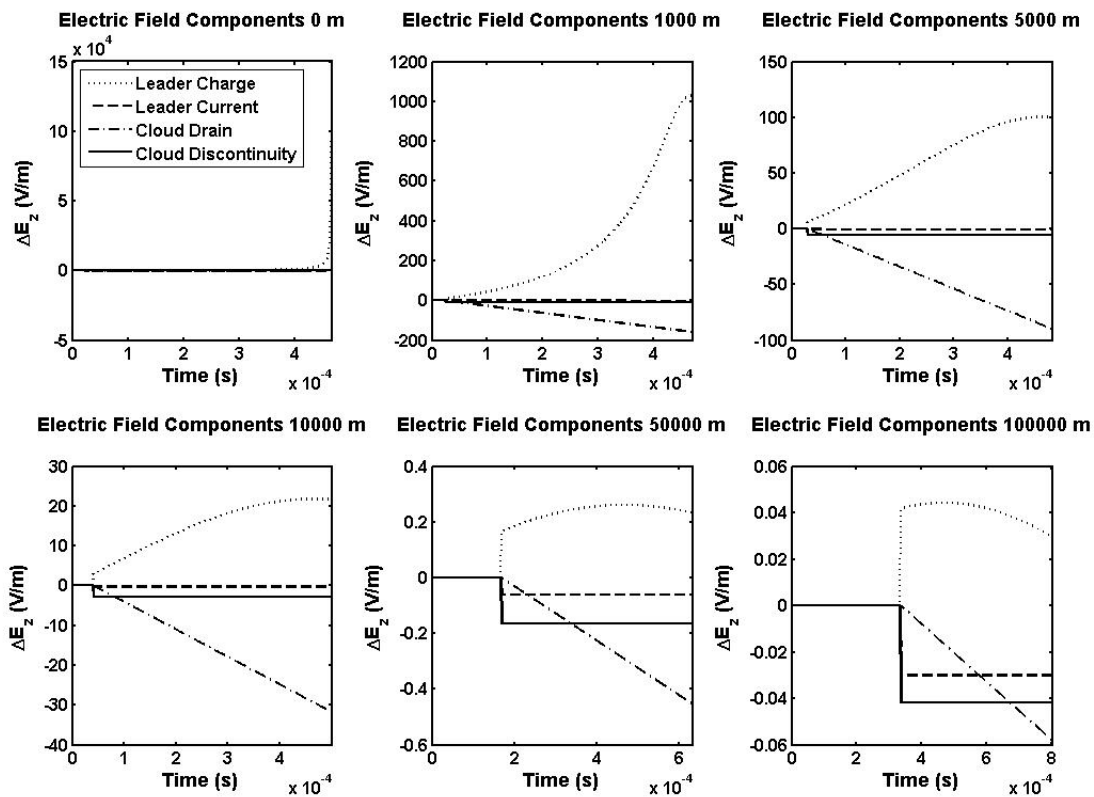 Electric Field Components 0 m
Electric Field Components 1000 m
Electric Field Components 5000 m
x 10^4
15
10
5
0
-5
ΔE_z (V/m)
Leader Charge
Leader Current
Cloud Drain
Cloud Discontinuity
0 1 2 3 4
Time (s)
x 10^-4
1200
1000
800
600
400
200
0
-200
ΔE_z (V/m)
0 1 2 3 4
Time (s)
x 10^-4
150
100
50
0
-50
-100
ΔE_z (V/m)
0 1 2 3 4
Time (s)
x 10^-4
Electric Field Components 10000 m
Electric Field Components 50000 m
Electric Field Components 100000 m
30
20
10
0
-10
-20
-30
-40
ΔE_z (V/m)
0 1 2 3 4
Time (s)
x 10^-4
0.4
0.2
0
-0.2
-0.4
-0.6
ΔE_z (V/m)
0 2 4 6
Time (s)
x 10^-4
0.06
0.04
0.02
0
-0.02
-0.04
-0.06
ΔE_z (V/m)
0 2 4 6 8
Time (s)
x 10^-4